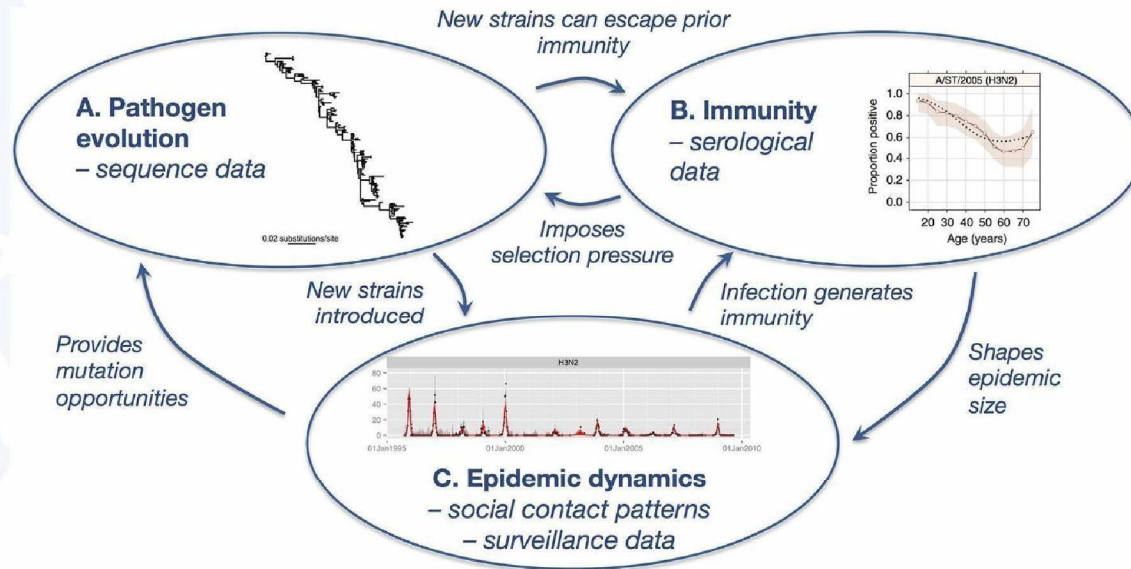 New strains can escape prior
immunity
A. Pathogen
evolution
– sequence data
0.02 substitutions/site
B. Immunity
– serological
data
A/ST/2005 (H3N2)
Proportion positive
1.0
0.8
0.6
0.4
0.2
0.0
20 30 40 50 60 70
Age (years)
Imposes
selection pressure
New strains
introduced
Infection generates
immunity
Provides
mutation
opportunities
Shapes
epidemic
size
H3N2
80
60
40
20
0
01Jan1995 01Jan2000 01Jan2005 01Jan2010
C. Epidemic dynamics
– social contact patterns
– surveillance data